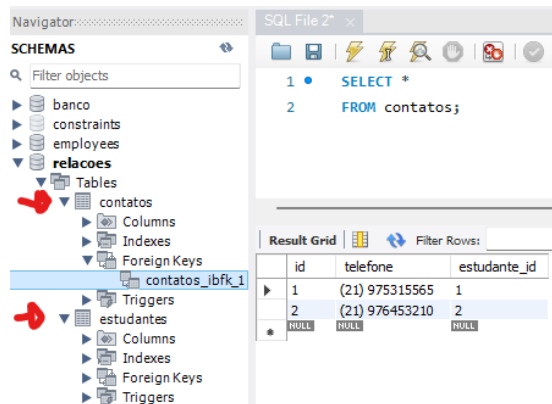 Navigator
SCHEMAS
Filter objects
banco
constraints
employees
relacoes
Tables
contatos
Columns
Indexes
Foreign Keys
contatos_ibfk_1
Triggers
estudantes
Columns
Indexes
Foreign Keys
Triggers
SQL File 2*
1 SELECT *
2 FROM contatos;
Result Grid Filter Rows:
id telefone estudante_id
1 (21) 975315565 1
2 (21) 976453210 2
NULL NULL NULL